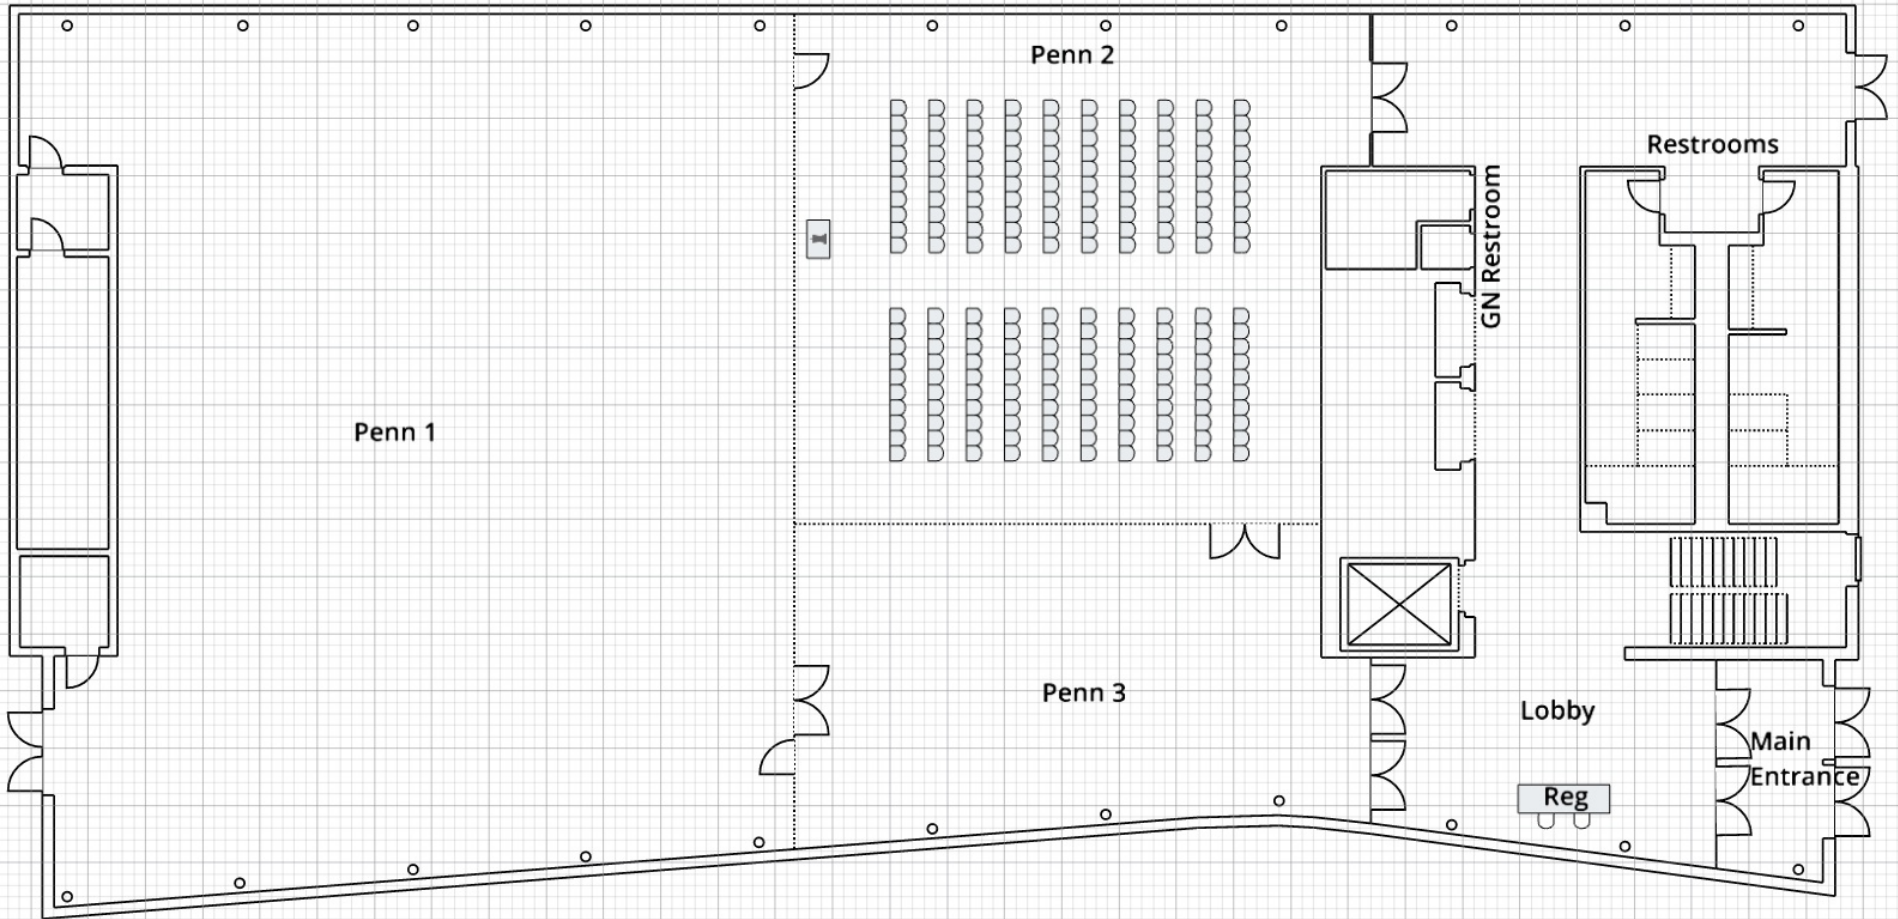 Penn 2
Restrooms
GN Restroom
Penn 1
Penn 3
Lobby
Main
Entrance
Reg